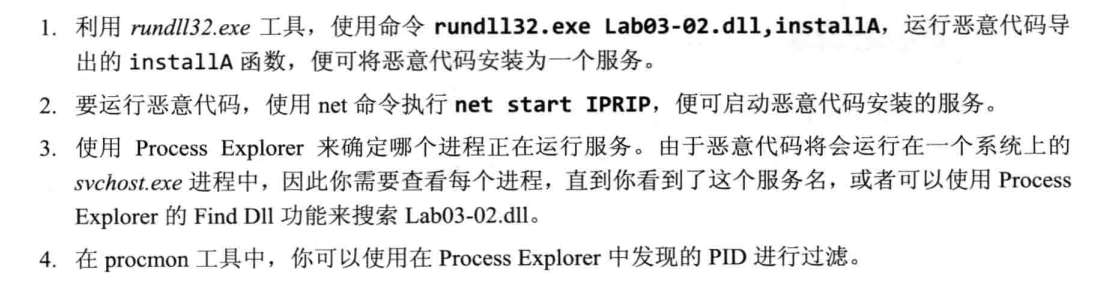 1. 利用 rundll32.exe 工具，使用命令 rundll32.exe Lab03-02.dll,installA，运行恶意代码导
出的 installA 函数，便可将恶意代码安装为一个服务。
2. 要运行恶意代码，使用 net 命令执行 net start IPRIP，便可启动恶意代码安装的服务。
3. 使用 Process Explorer 来确定哪个进程正在运行服务。由于恶意代码将会运行在一个系统上的
svchost.exe 进程中，因此你需要查看每个进程，直到你看到了这个服务名，或者可以使用 Process
Explorer 的 Find Dll 功能来搜索 Lab03-02.dll。
4. 在 procmon 工具中，你可以使用在 Process Explorer 中发现的 PID 进行过滤。